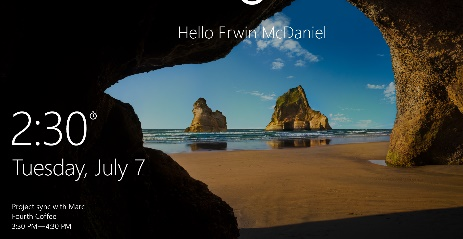 Hello Erwin McDaniel
2:30
Tuesday, July 7
Project sync with Marc
Fourth Coffee
3:30 PM—4:30 PM